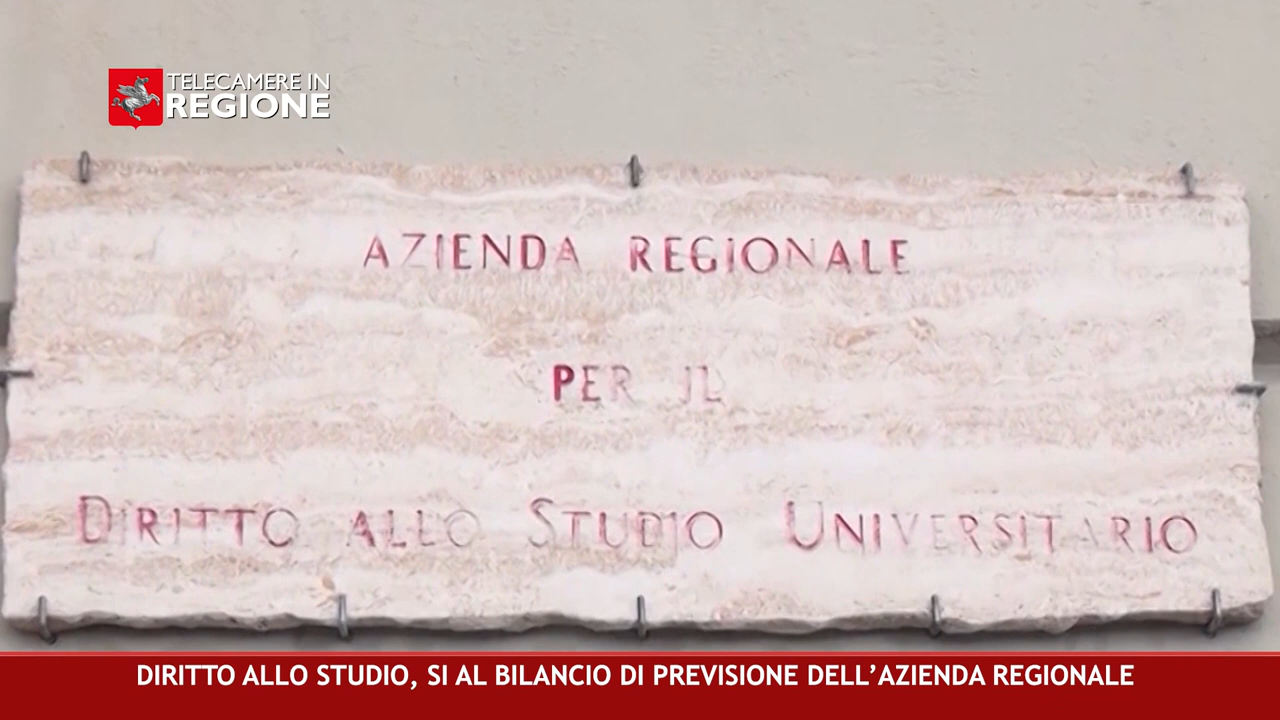 TELECAMERE IN
REGIONE
AZIENDA REGIONALE
PER IL
DIRITTO ALLO STUDIO UNIVERSITARIO
DIRITTO ALLO STUDIO, SI AL BILANCIO DI PREVISIONE DELL’AZIENDA REGIONALE